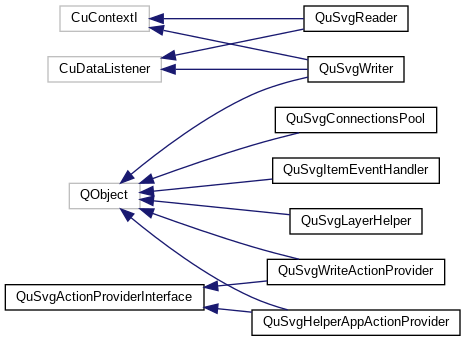 CuContextI
QuSvgReader
CuDataListener
QuSvgWriter
QuSvgConnectionsPool
QuSvgItemEventHandler
QObject
QuSvgLayerHelper
QuSvgWriteActionProvider
QuSvgActionProviderInterface
QuSvgHelperAppActionProvider